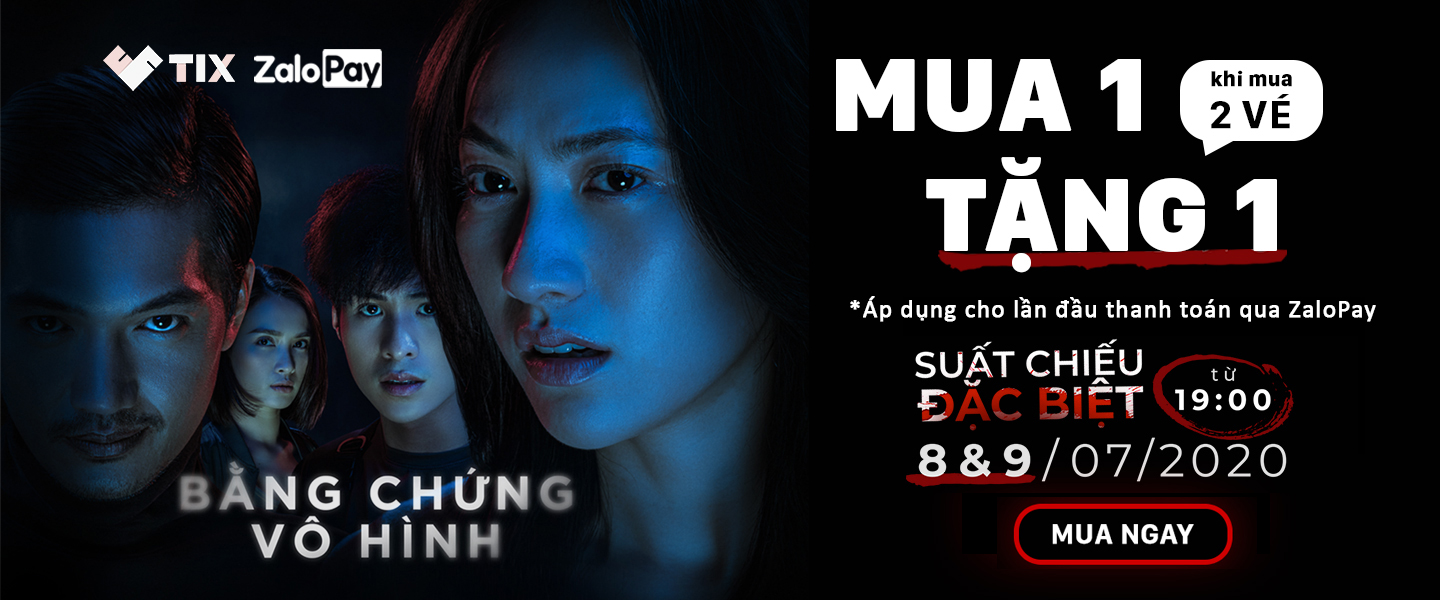 TIX ZaloPay
BẰNG CHỨNG
VÔ HÌNH
MUA 1
khi mua
2 VÉ
TẶNG 1
*Áp dụng cho lần đầu thanh toán qua ZaloPay
SUẤT CHIẾU
ĐẶC BIỆT
từ
19:00
8 & 9/07/2020
MUA NGAY